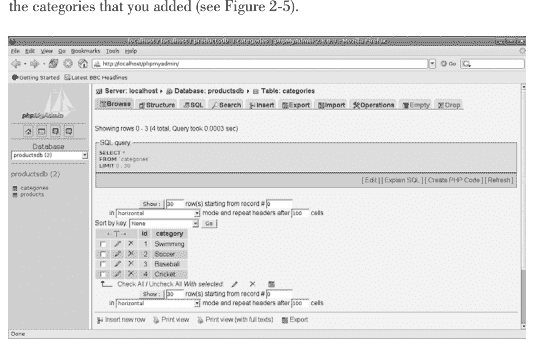 the categories that you added (see Figure 2-5).
File Edit View Go Bookmarks Tools Help
http://localhost/phpmyadmin/
Go
Getting Started Latest BBC Headlines
phpMyAdmin
Server: localhost Database: productsdb Table: categories
Browse Structure SQL Search Insert Export Import Operations Empty Drop
Showing rows 0 - 3 (4 total, Query took 0.0003 sec)
Database
productsdb (2)
productsdb (2)
categories
products
SQL query
SELECT *
FROM `categories`
LIMIT 0 , 30
[ Edit ] [ Explain SQL ] [ Create PHP Code ] [ Refresh ]
Show : 30 row(s) starting from record # 0
in horizontal mode and repeat headers after 100 cells
Sort by key: None Go
id category
1 Swimming
2 Soccer
3 Baseball
4 Cricket
Check All / Uncheck All With selected:
Show : 30 row(s) starting from record # 0
in horizontal mode and repeat headers after 100 cells
Insert new row Print view Print view (with full texts) Export
Done